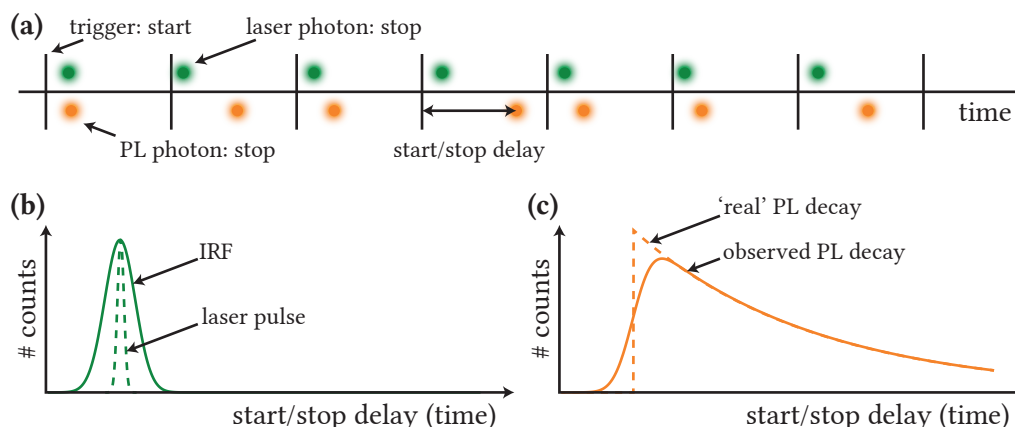 (a)
trigger: start
laser photon: stop
time
PL photon: stop
start/stop delay
(b)
IRF
laser pulse
# counts
start/stop delay (time)
(c)
‘real’ PL decay
observed PL decay
# counts
start/stop delay (time)